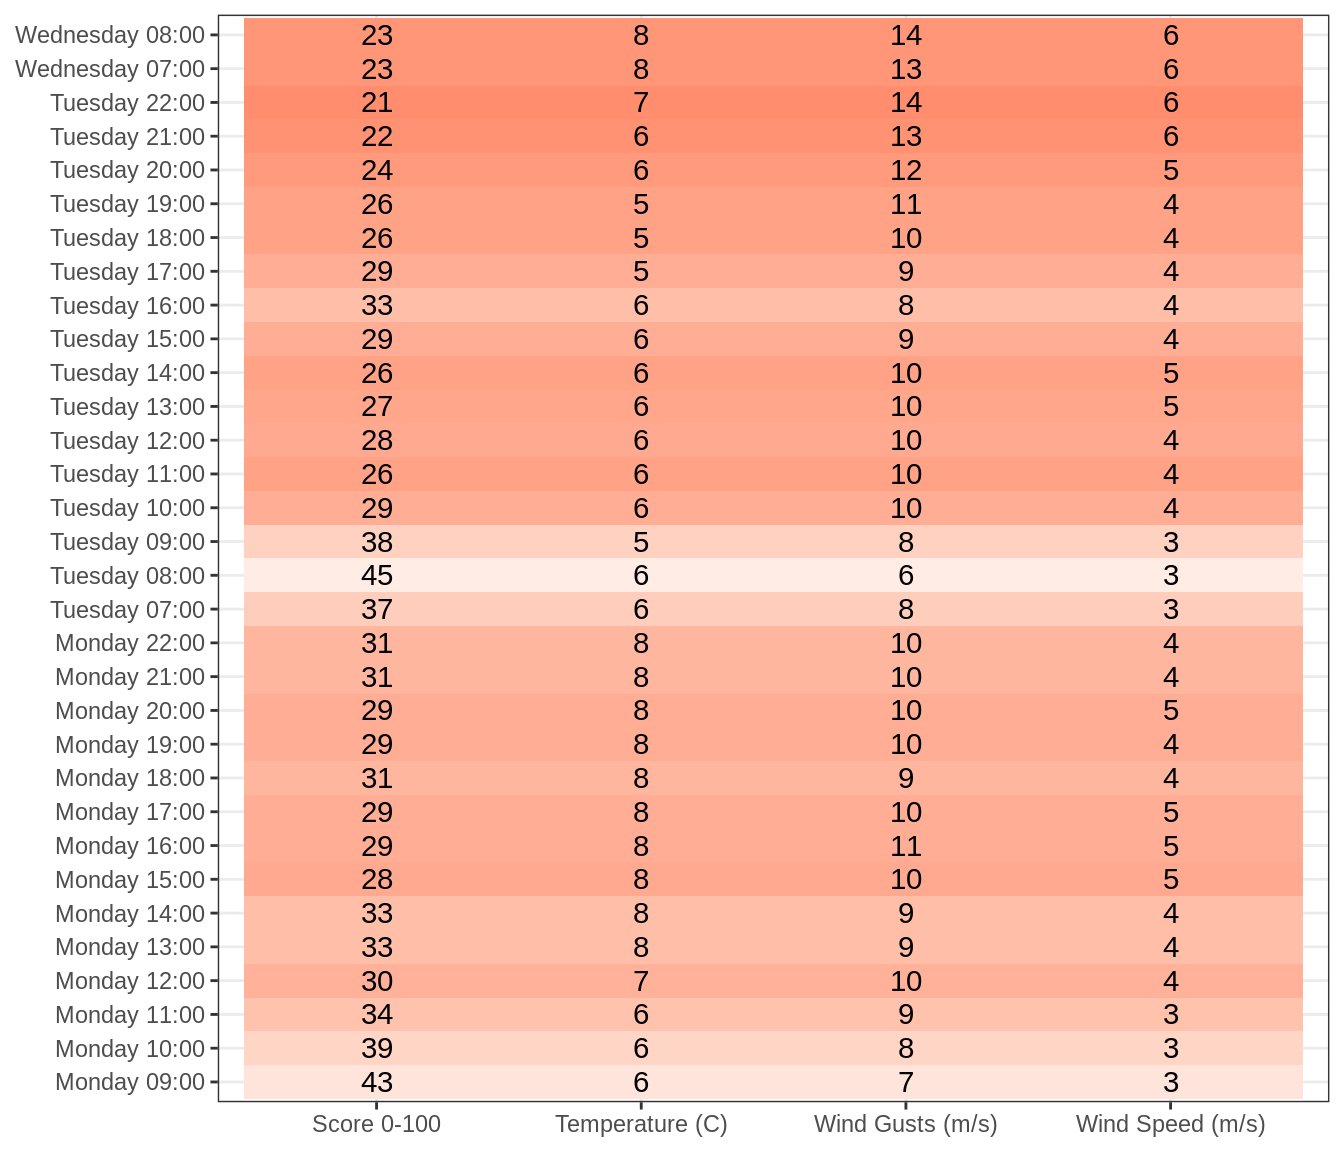 Wednesday 08:00 23 8 14 6
Wednesday 07:00 23 8 13 6
Tuesday 22:00 21 7 14 6
Tuesday 21:00 22 6 13 6
Tuesday 20:00 24 6 12 5
Tuesday 19:00 26 5 11 4
Tuesday 18:00 26 5 10 4
Tuesday 17:00 29 5 9 4
Tuesday 16:00 33 6 8 4
Tuesday 15:00 29 6 9 4
Tuesday 14:00 26 6 10 5
Tuesday 13:00 27 6 10 5
Tuesday 12:00 28 6 10 4
Tuesday 11:00 26 6 10 4
Tuesday 10:00 29 6 10 4
Tuesday 09:00 38 5 8 3
Tuesday 08:00 45 6 6 3
Tuesday 07:00 37 6 8 3
Monday 22:00 31 8 10 4
Monday 21:00 31 8 10 4
Monday 20:00 29 8 10 5
Monday 19:00 29 8 10 4
Monday 18:00 31 8 9 4
Monday 17:00 29 8 10 5
Monday 16:00 29 8 11 5
Monday 15:00 28 8 10 5
Monday 14:00 33 8 9 4
Monday 13:00 33 8 9 4
Monday 12:00 30 7 10 4
Monday 11:00 34 6 9 3
Monday 10:00 39 6 8 3
Monday 09:00 43 6 7 3
Score 0-100 Temperature (C) Wind Gusts (m/s) Wind Speed (m/s)